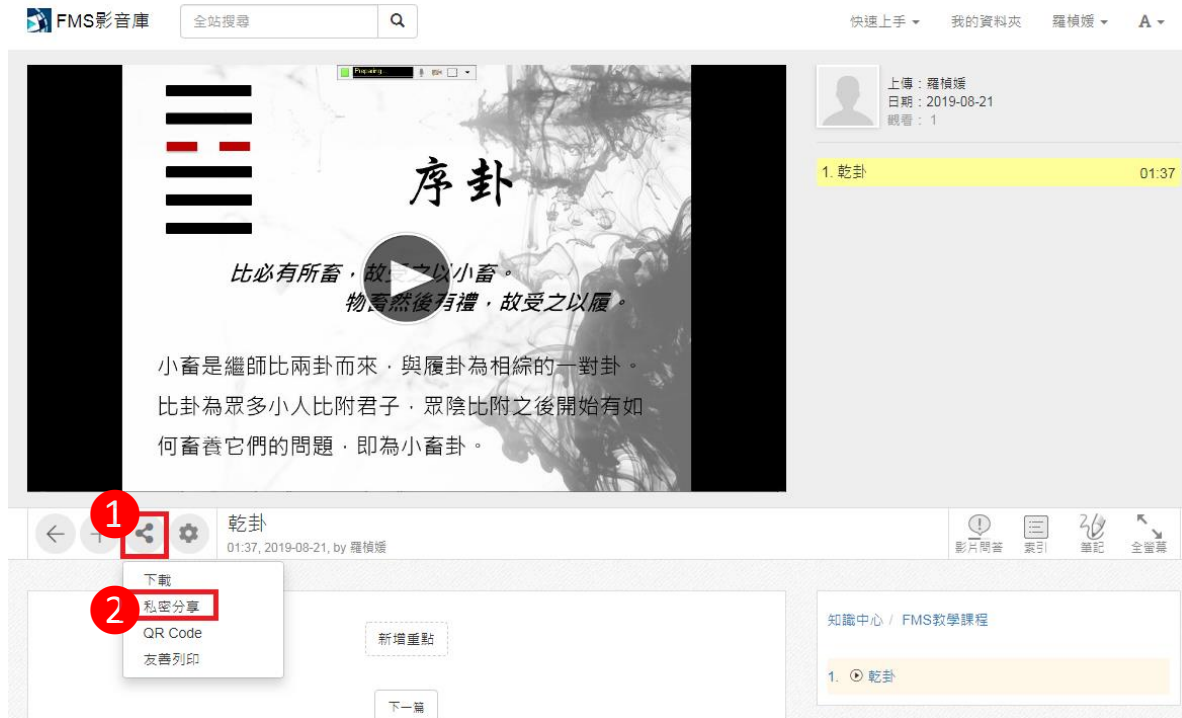 FMS影音庫
全站搜尋
快速上手
我的資料夾
羅楨媛
A
Preparing...
序卦
比必有所畜，故受之以小畜。
物畜然後有禮，故受之以履。
小畜是繼師比兩卦而來，與履卦為相綜的一對卦。
比卦為眾多小人比附君子，眾陰比附之後開始有如
何畜養它們的問題，即為小畜卦。
上傳：羅楨媛
日期：2019-08-21
觀看：1
1. 乾卦
01:37
1
乾卦
01:37, 2019-08-21, by 羅楨媛
影片問答
索引
筆記
全螢幕
下載
2
私密分享
QR Code
友善列印
新增重點
下一篇
知識中心 / FMS教學課程
1. 乾卦